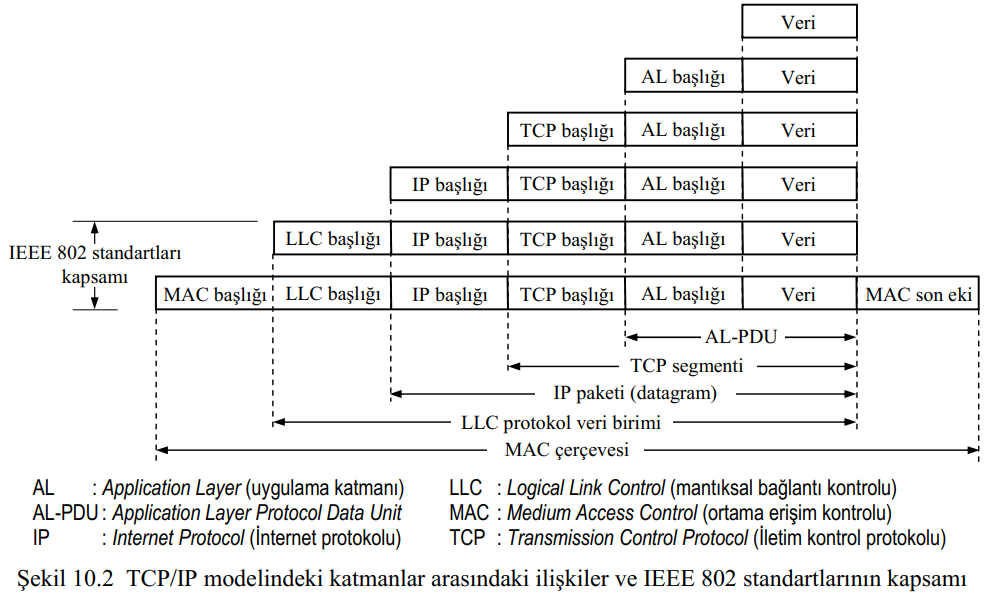 Veri
AL başlığı Veri
TCP başlığı AL başlığı Veri
IP başlığı TCP başlığı AL başlığı Veri
LLC başlığı IP başlığı TCP başlığı AL başlığı Veri
IEEE 802 standartları
kapsamı
MAC başlığı LLC başlığı IP başlığı TCP başlığı AL başlığı Veri MAC son eki
AL-PDU
TCP segmenti
IP paketi (datagram)
LLC protokol veri birimi
MAC çerçevesi
AL : Application Layer (uygulama katmanı)
AL-PDU : Application Layer Protocol Data Unit
IP : Internet Protocol (İnternet protokolu)
LLC : Logical Link Control (mantıksal bağlantı kontrolu)
MAC : Medium Access Control (ortama erişim kontrolu)
TCP : Transmission Control Protocol (İletim kontrol protokolu)
Şekil 10.2 TCP/IP modelindeki katmanlar arasındaki ilişkiler ve IEEE 802 standartlarının kapsamı